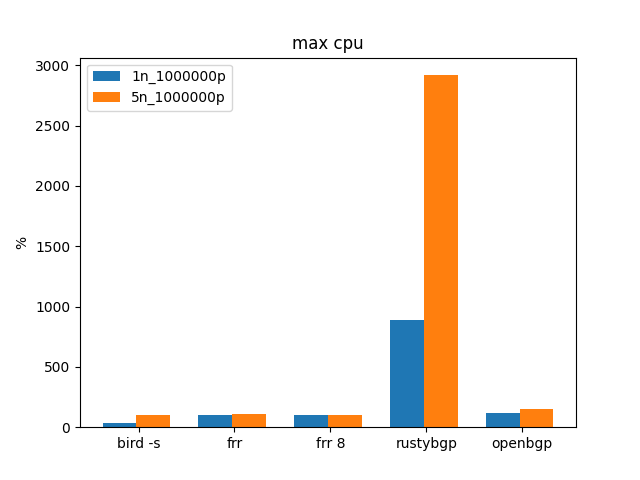 max cpu
1n_1000000p
5n_1000000p
%
3000
2500
2000
1500
1000
500
0
bird -s
frr
frr 8
rustybgp
openbgp